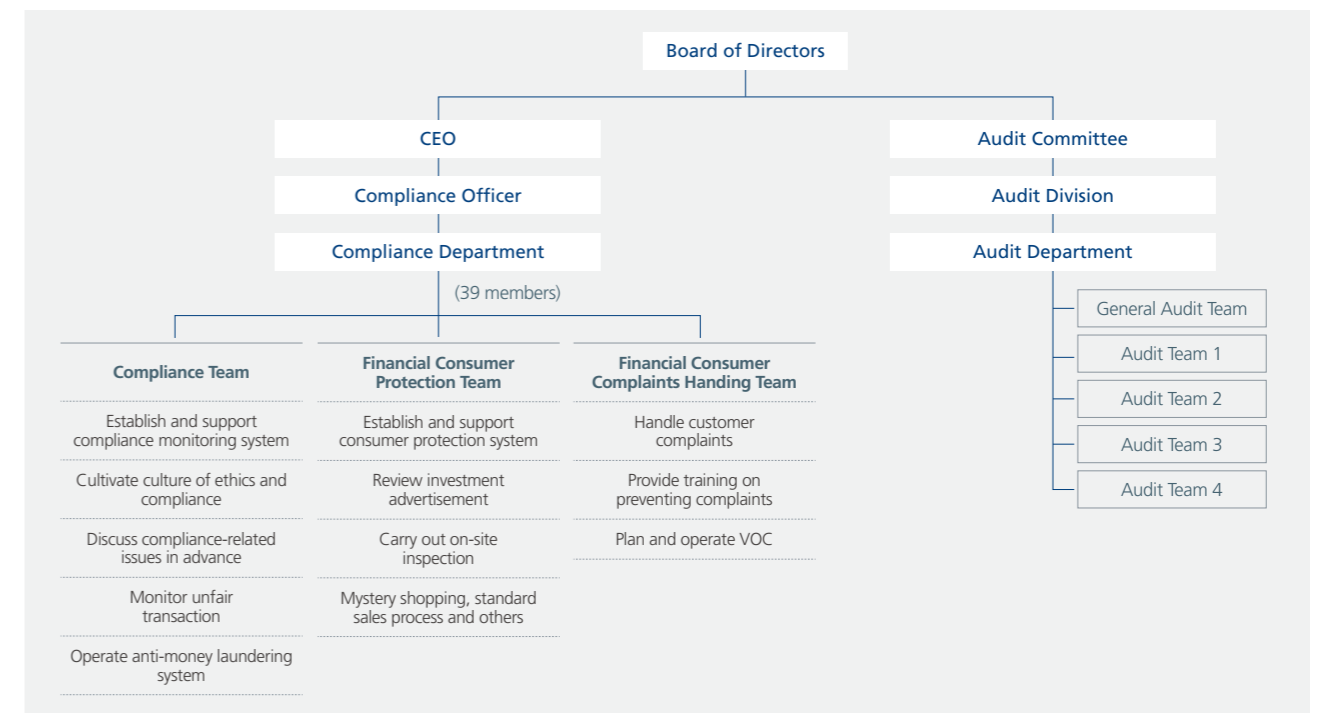 Board of Directors
CEO
Audit Committee
Compliance Officer
Audit Division
Compliance Department
Audit Department
(39 members)
General Audit Team
Audit Team 1
Audit Team 2
Audit Team 3
Audit Team 4
Compliance Team
Establish and support
compliance monitoring system
Cultivate culture of ethics and
compliance
Discuss compliance-related
issues in advance
Monitor unfair
transaction
Operate anti-money laundering
system
Financial Consumer
Protection Team
Establish and support
consumer protection system
Review investment
advertisement
Carry out on-site
inspection
Mystery shopping, standard
sales process and others
Financial Consumer
Complaints Handing Team
Handle customer
complaints
Provide training on
preventing complaints
Plan and operate VOC